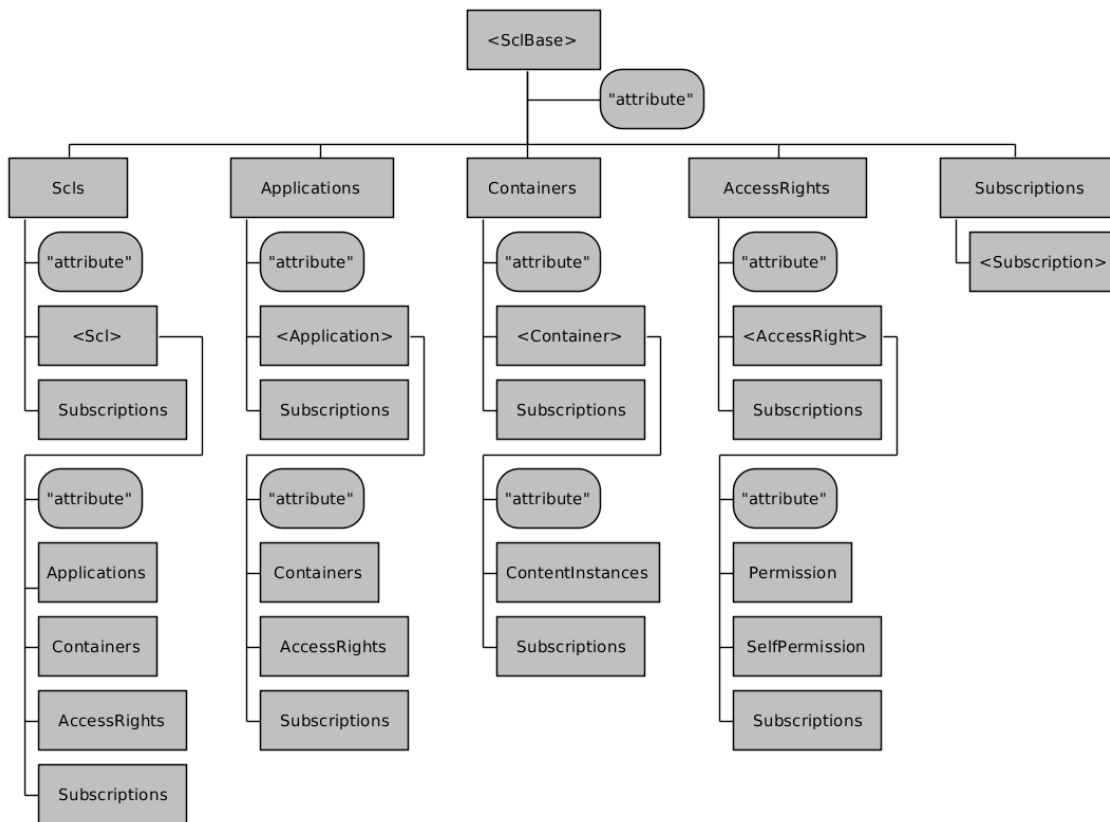 <SclBase>
"attribute"
Scls
Applications
Containers
AccessRights
Subscriptions
"attribute"
"attribute"
"attribute"
"attribute"
<Subscription>
<Scl>
<Application>
<Container>
<AccessRight>
Subscriptions
Subscriptions
Subscriptions
Subscriptions
"attribute"
"attribute"
"attribute"
"attribute"
Applications
Containers
ContentInstances
Permission
Containers
AccessRights
Subscriptions
SelfPermission
AccessRights
Subscriptions
Subscriptions
Subscriptions